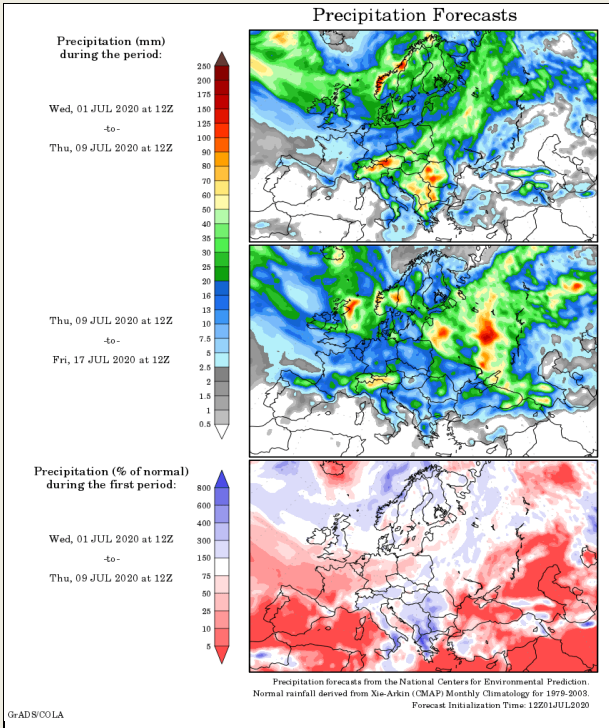 Precipitation Forecasts
Precipitation (mm)
during the period:
Wed, 01 JUL 2020 at 12Z
-to-
Thu, 09 JUL 2020 at 12Z
Thu, 09 JUL 2020 at 12Z
-to-
Fri, 17 JUL 2020 at 12Z
250
200
175
150
125
100
90
80
70
60
50
40
35
30
25
20
16
13
10
7.5
5
2.5
2
1.5
1
0.5
Precipitation (% of normal)
during the first period:
Wed, 01 JUL 2020 at 12Z
-to-
Thu, 09 JUL 2020 at 12Z
800
600
400
300
150
75
50
25
10
5
Precipitation forecasts from the National Centers for Environmental Prediction.
Normal rainfall derived from Xie-Arkin (CMAP) Monthly Climatology for 1979-2003.
Forecast Initialization Time: 12Z01JUL2020
GrADS/COLA